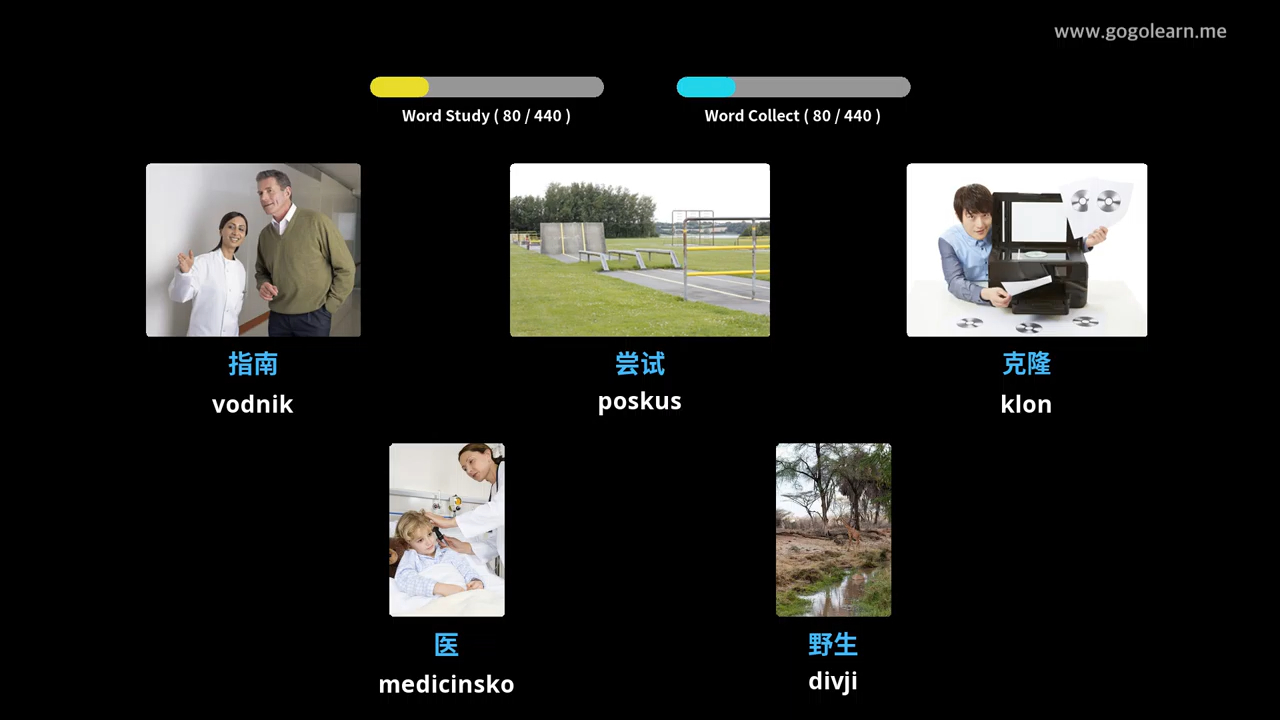 www.gogolearn.me
Word Study ( 80 / 440 )
Word Collect ( 80 / 440 )
指南
vodnik
尝试
poskus
克隆
klon
医
medicinsko
野生
divji